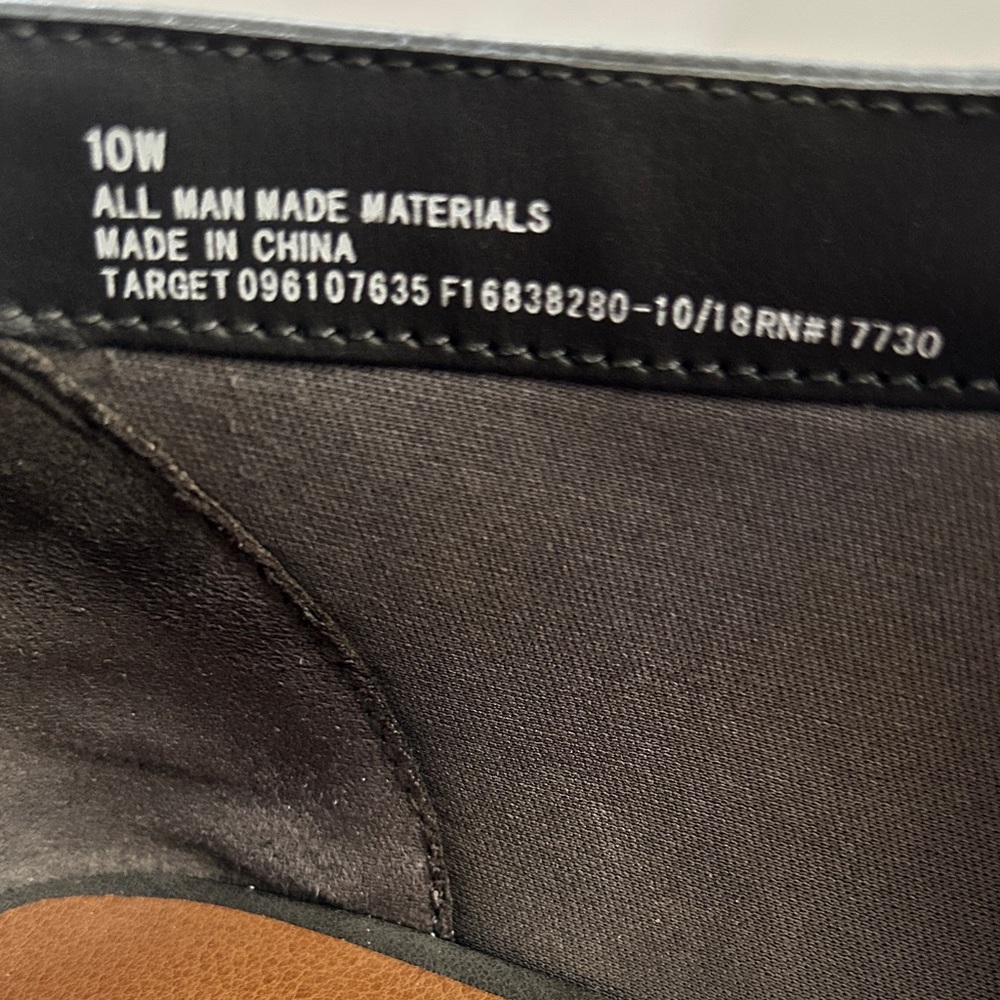 10W
ALL MAN MADE MATERIALS
MADE IN CHINA
TARGET 096107635 F16838280-10/18RN#17730